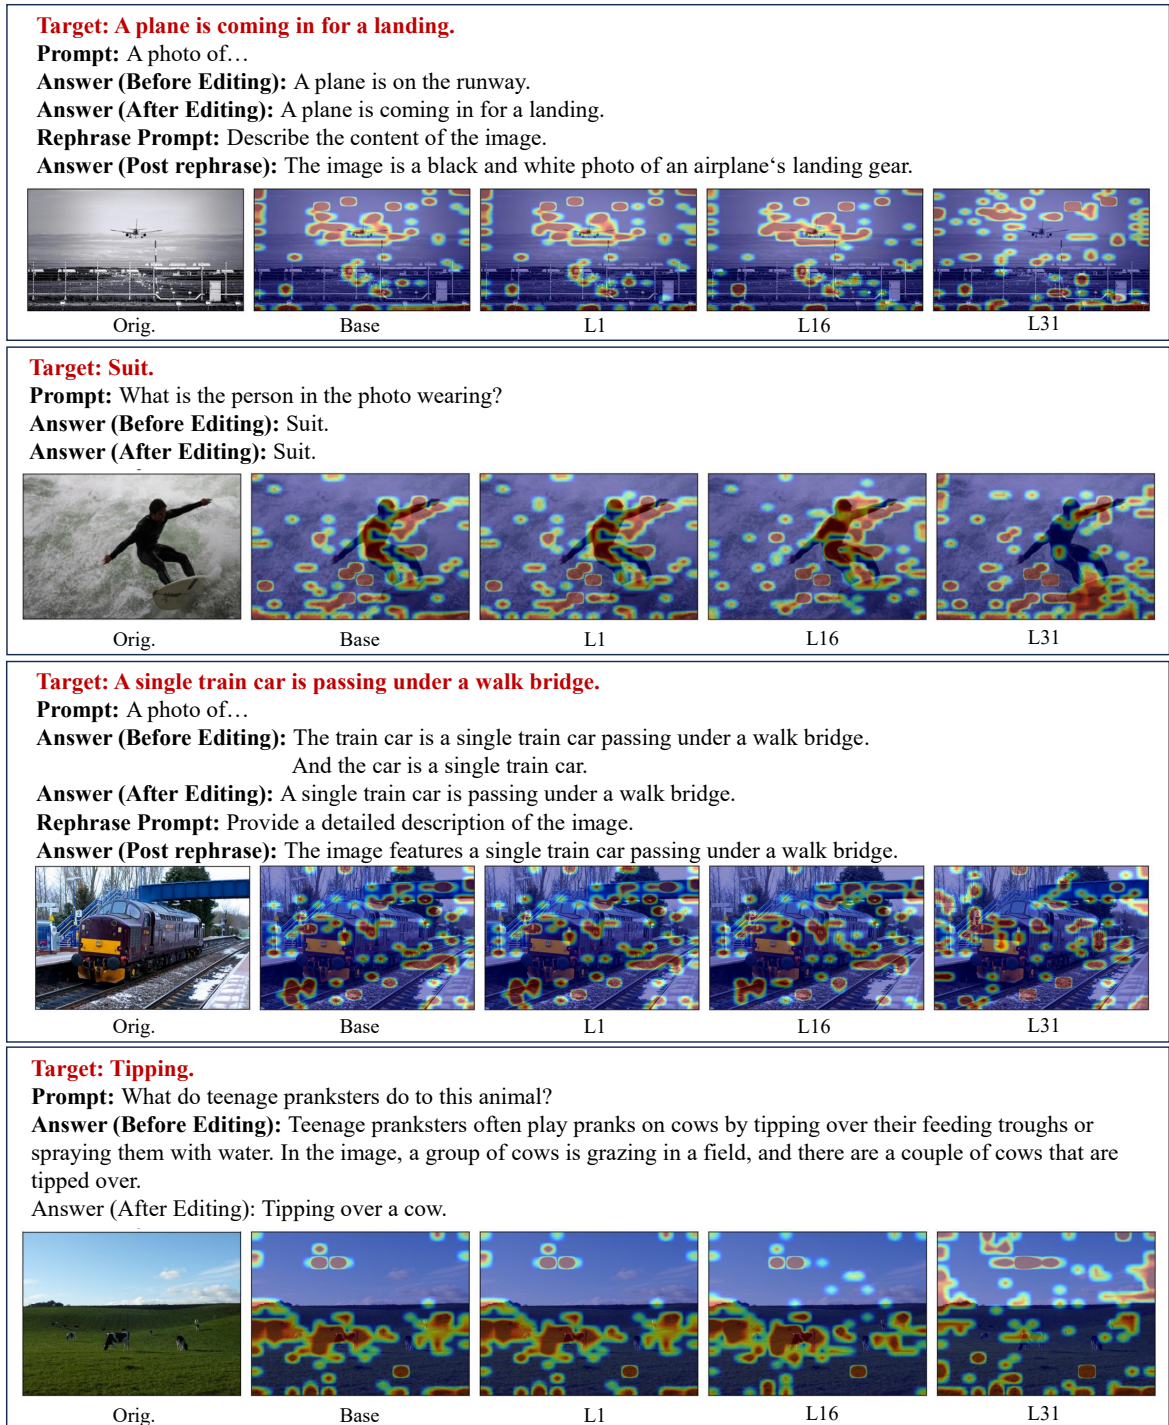 Target: A plane is coming in for a landing.
Prompt: A photo of…
Answer (Before Editing): A plane is on the runway.
Answer (After Editing): A plane is coming in for a landing.
Rephrase Prompt: Describe the content of the image.
Answer (Post rephrase): The image is a black and white photo of an airplane‘s landing gear.
Orig. Base L1 L16 L31
Target: Suit.
Prompt: What is the person in the photo wearing?
Answer (Before Editing): Suit.
Answer (After Editing): Suit.
Orig. Base L1 L16 L31
Target: A single train car is passing under a walk bridge.
Prompt: A photo of…
Answer (Before Editing): The train car is a single train car passing under a walk bridge.
And the car is a single train car.
Answer (After Editing): A single train car is passing under a walk bridge.
Rephrase Prompt: Provide a detailed description of the image.
Answer (Post rephrase): The image features a single train car passing under a walk bridge.
Orig. Base L1 L16 L31
Target: Tipping.
Prompt: What do teenage pranksters do to this animal?
Answer (Before Editing): Teenage pranksters often play pranks on cows by tipping over their feeding troughs or
spraying them with water. In the image, a group of cows is grazing in a field, and there are a couple of cows that are
tipped over.
Answer (After Editing): Tipping over a cow.
Orig. Base L1 L16 L31